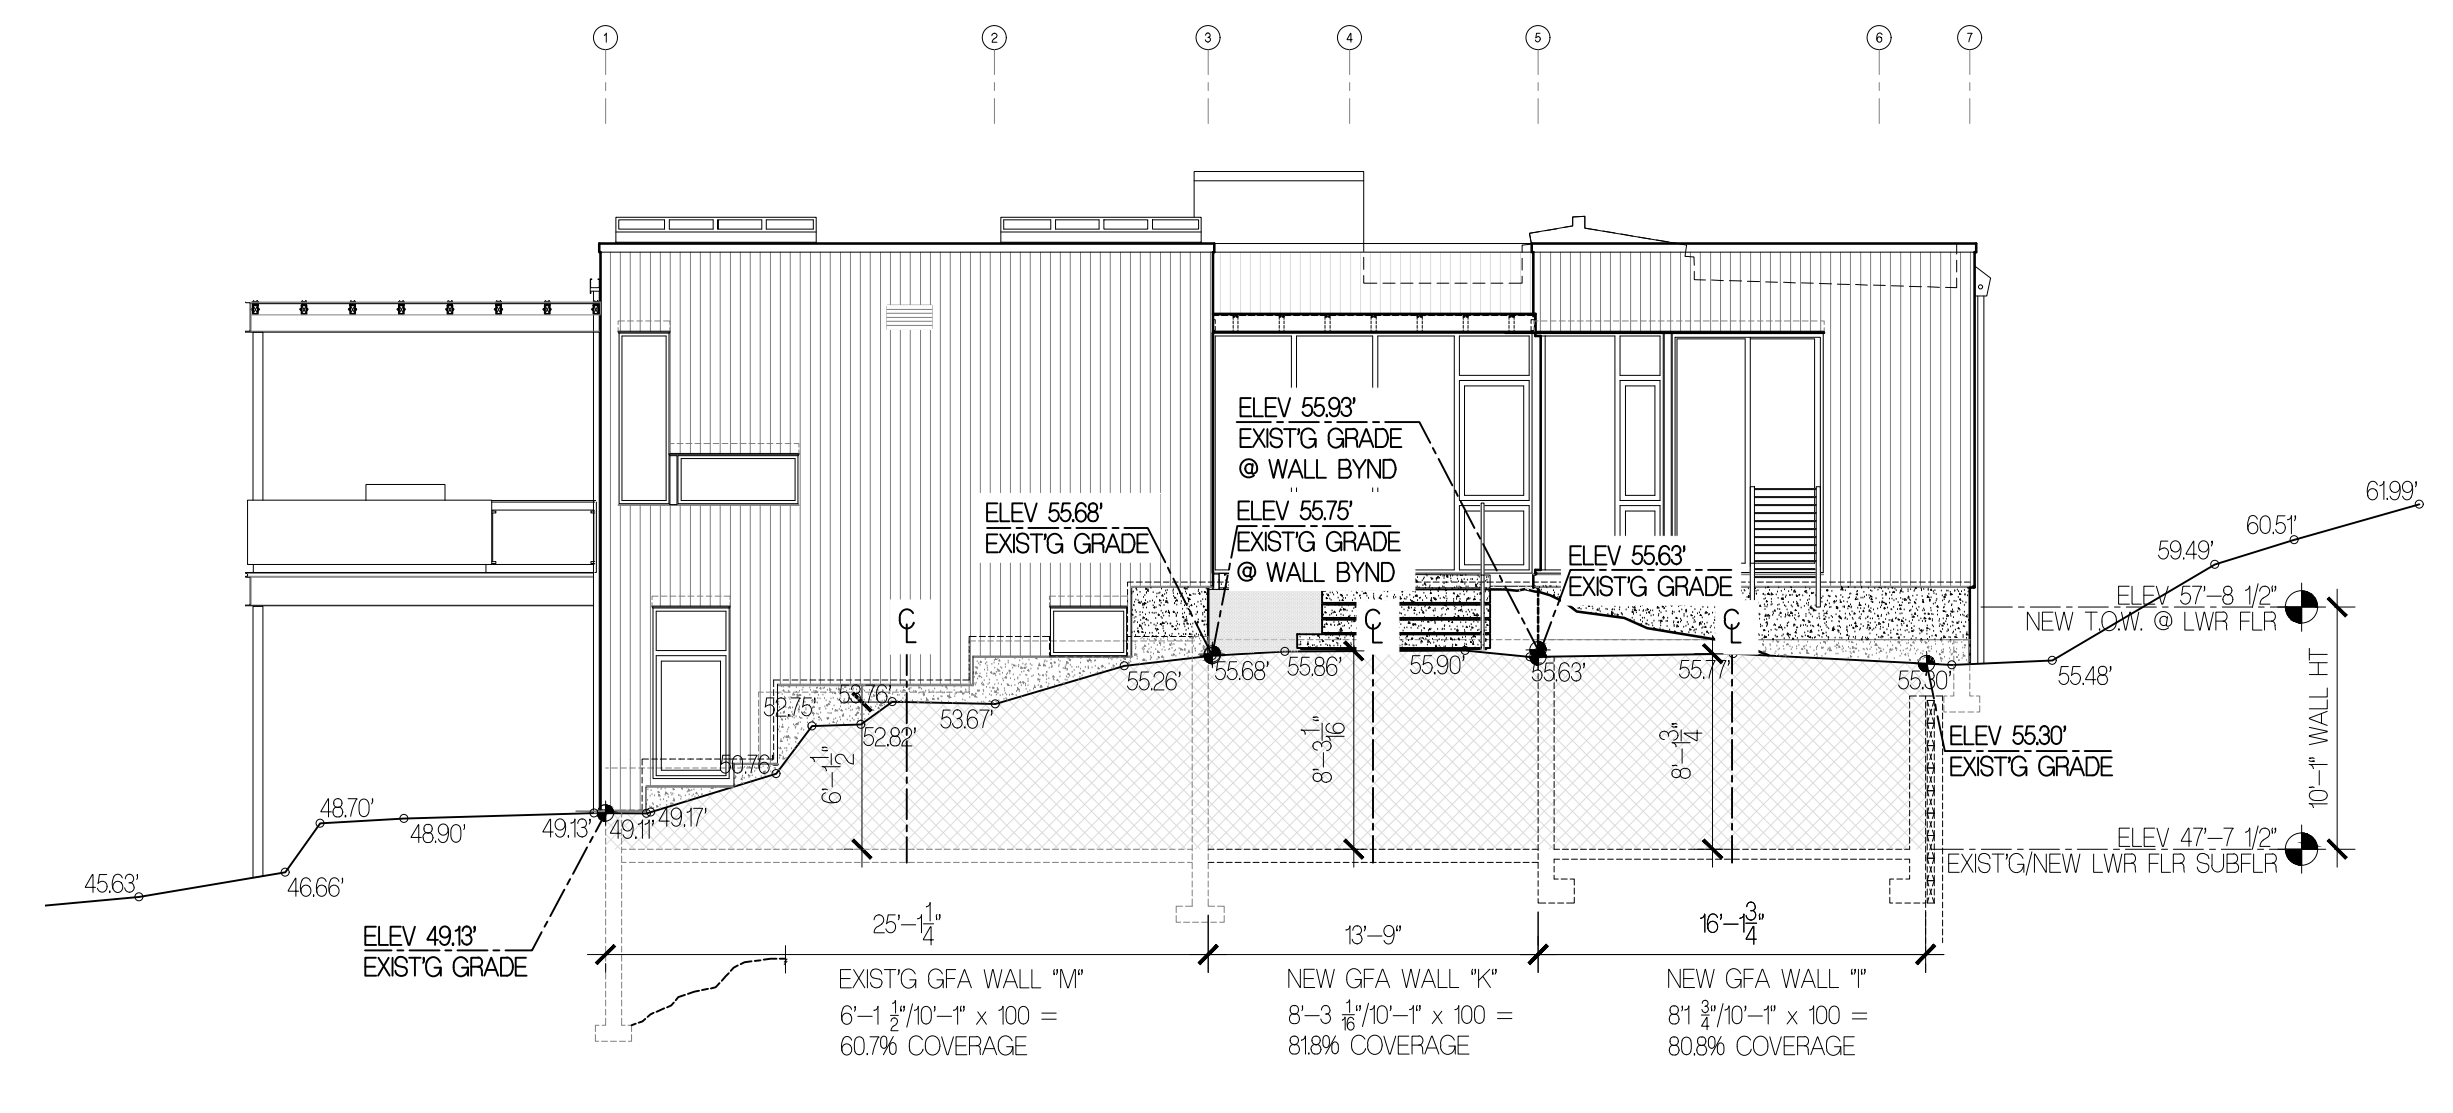 1 2 3 4 5 6 7
ELEV 55.93'
EXIST'G GRADE
@ WALL BYND
ELEV 55.68'
EXIST'G GRADE
ELEV 55.75'
EXIST'G GRADE
@ WALL BYND
ELEV 55.63'
EXIST'G GRADE
61.99'
60.51'
59.49'
ELEV 57'-8 1/2"
NEW T.O.W. @ LWR FLR
CL
CL
CL
55.26'
55.68'
55.86'
55.90'
55.63'
55.77'
55.30'
55.48'
53.76'
52.75'
52.82'
53.67'
50.76'
6'-1 1/2"
8'-3 1/16"
8'-1 3/4"
10'-1" WALL HT
ELEV 55.30'
EXIST'G GRADE
48.70'
48.90'
49.13'
49.11'
49.17'
45.63'
46.66'
ELEV 47'-7 1/2"
EXIST'G/NEW LWR FLR SUBFLR
ELEV 49.13'
EXIST'G GRADE
25'-1 1/4"
13'-9"
16'-1 3/4"
EXIST'G GFA WALL "M"
6'-1 1/2"/10'-1" x 100 =
60.7% COVERAGE
NEW GFA WALL "K"
8'-3 1/16"/10'-1" x 100 =
81.8% COVERAGE
NEW GFA WALL "I"
8'1 3/4"/10'-1" x 100 =
80.8% COVERAGE